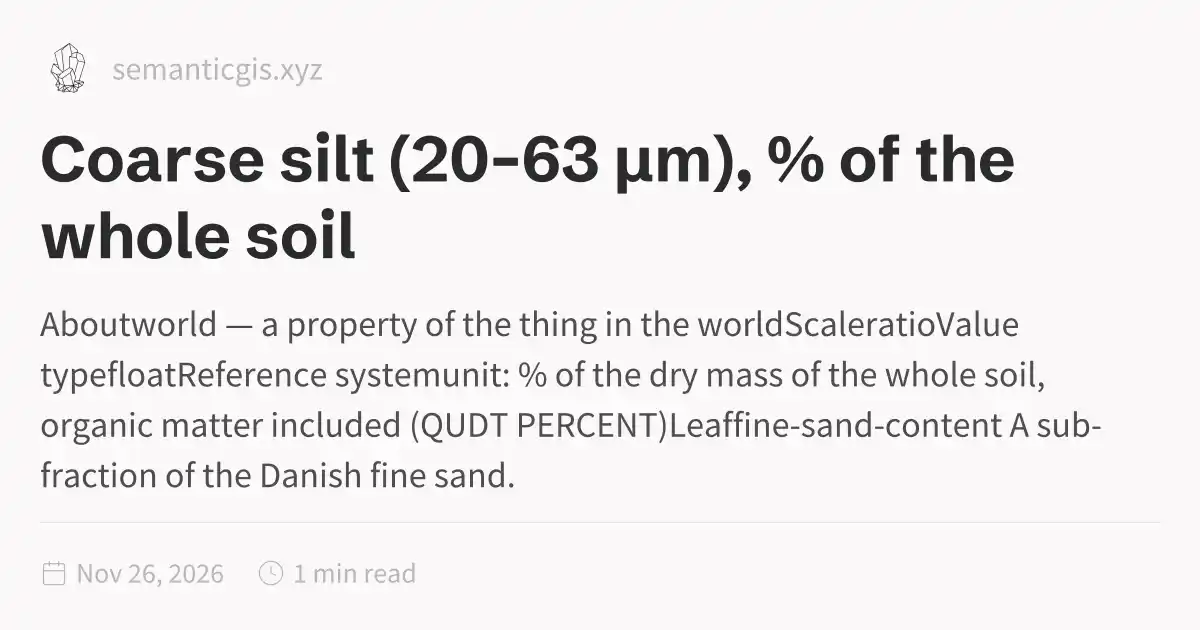 semanticgis.xyz
Coarse silt (20–63 µm), % of the
whole soil
Aboutworld — a property of the thing in the worldScaleratioValue
typefloatReference systemunit: % of the dry mass of the whole soil,
organic matter included (QUDT PERCENT)Leaffine-sand-content A sub-
fraction of the Danish fine sand.
Nov 26, 2026
1 min read